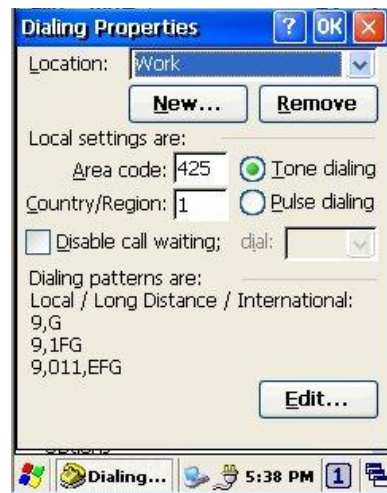 Dialing Properties ? OK ×
Location: Work
New... Remove
Local settings are:
Area code: 425 Tone dialing
Country/Region: 1 Pulse dialing
Disable call waiting; dial:
Dialing patterns are:
Local / Long Distance / International:
9,G
9,1FG
9,011,EFG
Edit...
Dialing... 5:38 PM 1